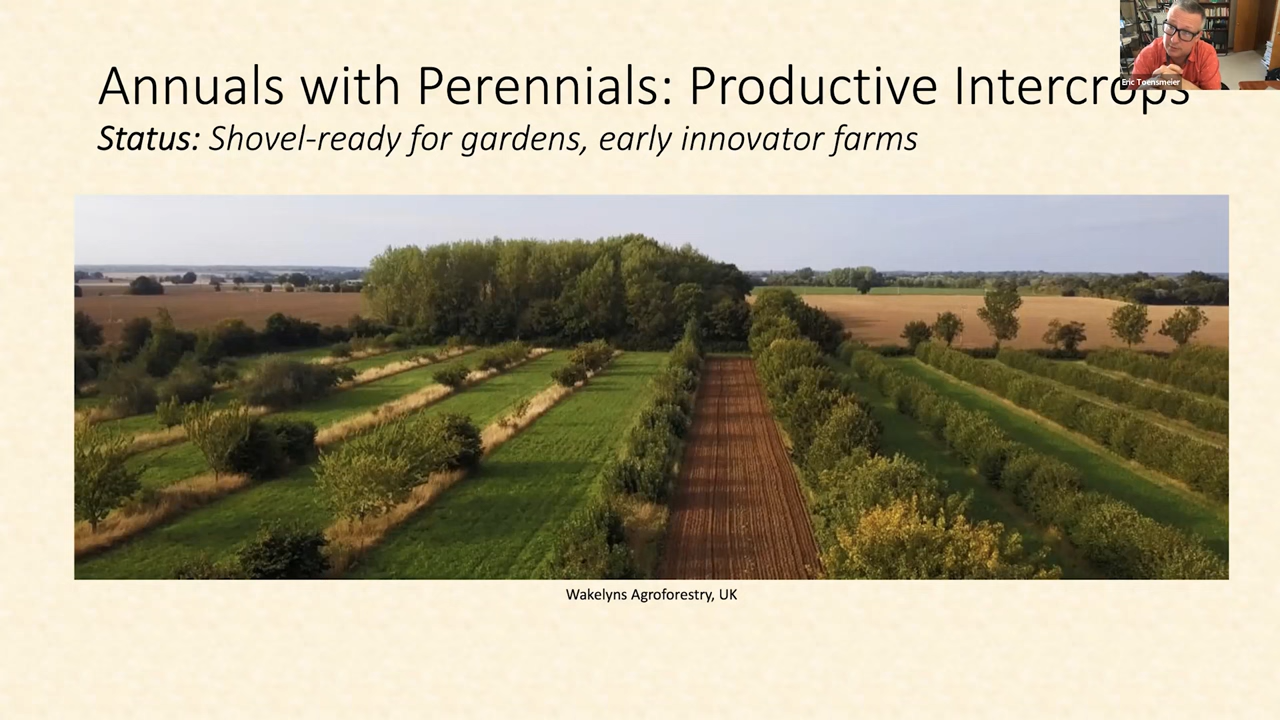 Annuals with Perennials: Productive Intercrops
Status: Shovel-ready for gardens, early innovator farms
Eric Toensmeier
Wakelyns Agroforestry, UK